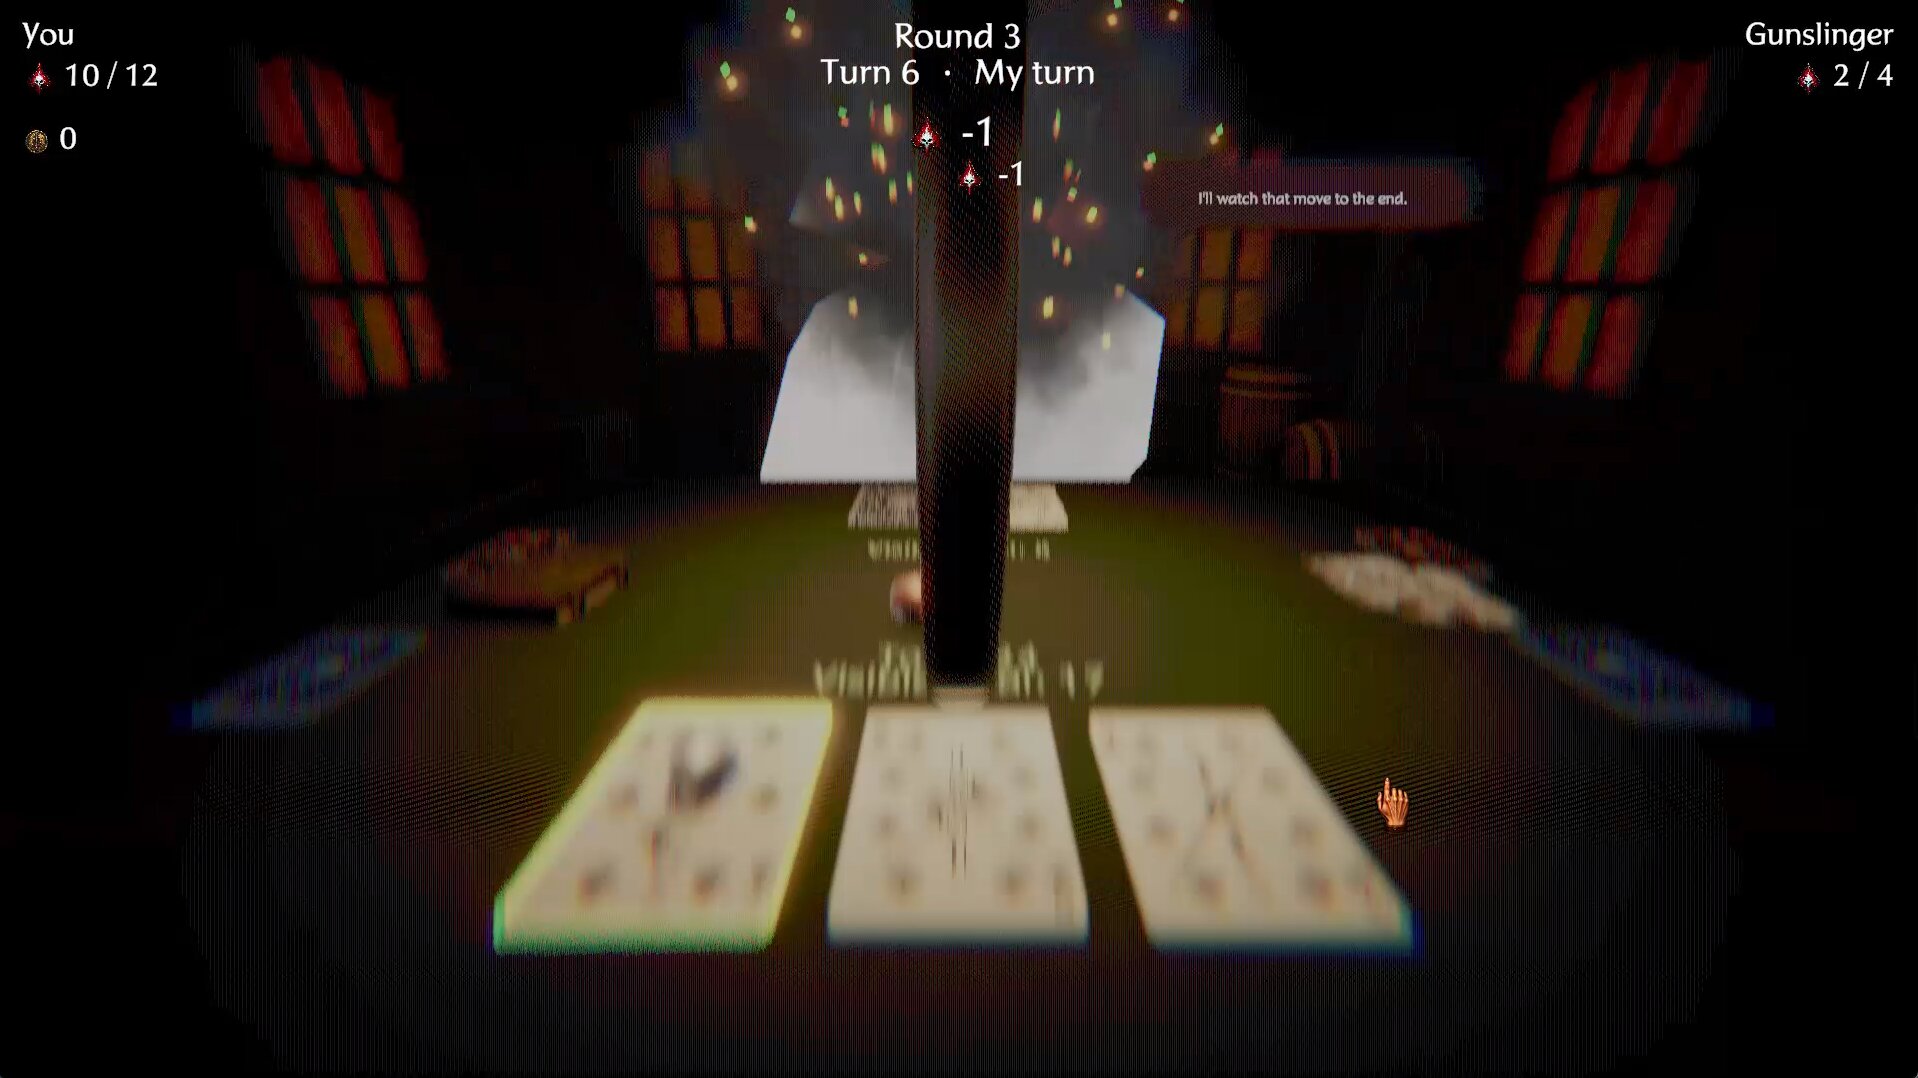 You
10 / 12
0
Round 3
Turn 6 · My turn
-1
-1
Gunslinger
2 / 4
I'll watch that move to the end.